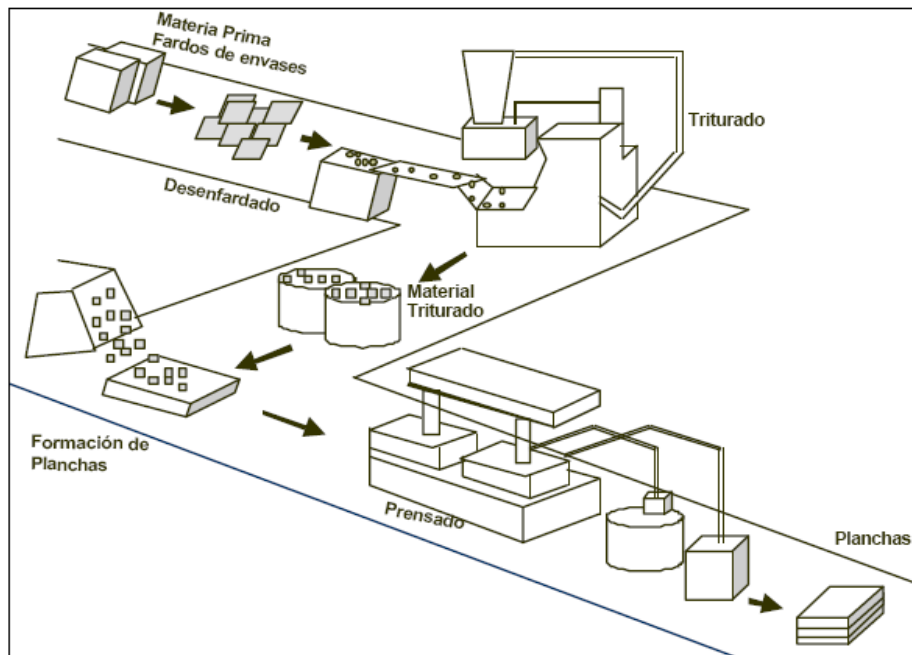 Materia Prima
Fardos de envases
Triturado
Desenfardado
Material
Triturado
Formación de
Planchas
Prensado
Planchas